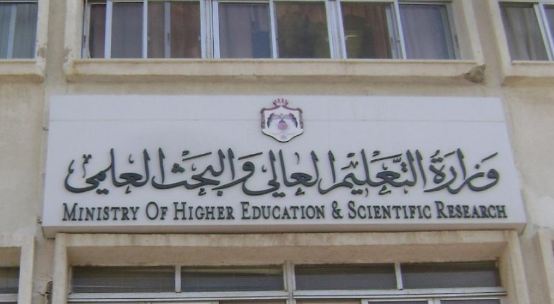 وزارة التعليم العالي والبحث العلمي
MINISTRY OF HIGHER EDUCATION & SCIENTIFIC RESEARCH